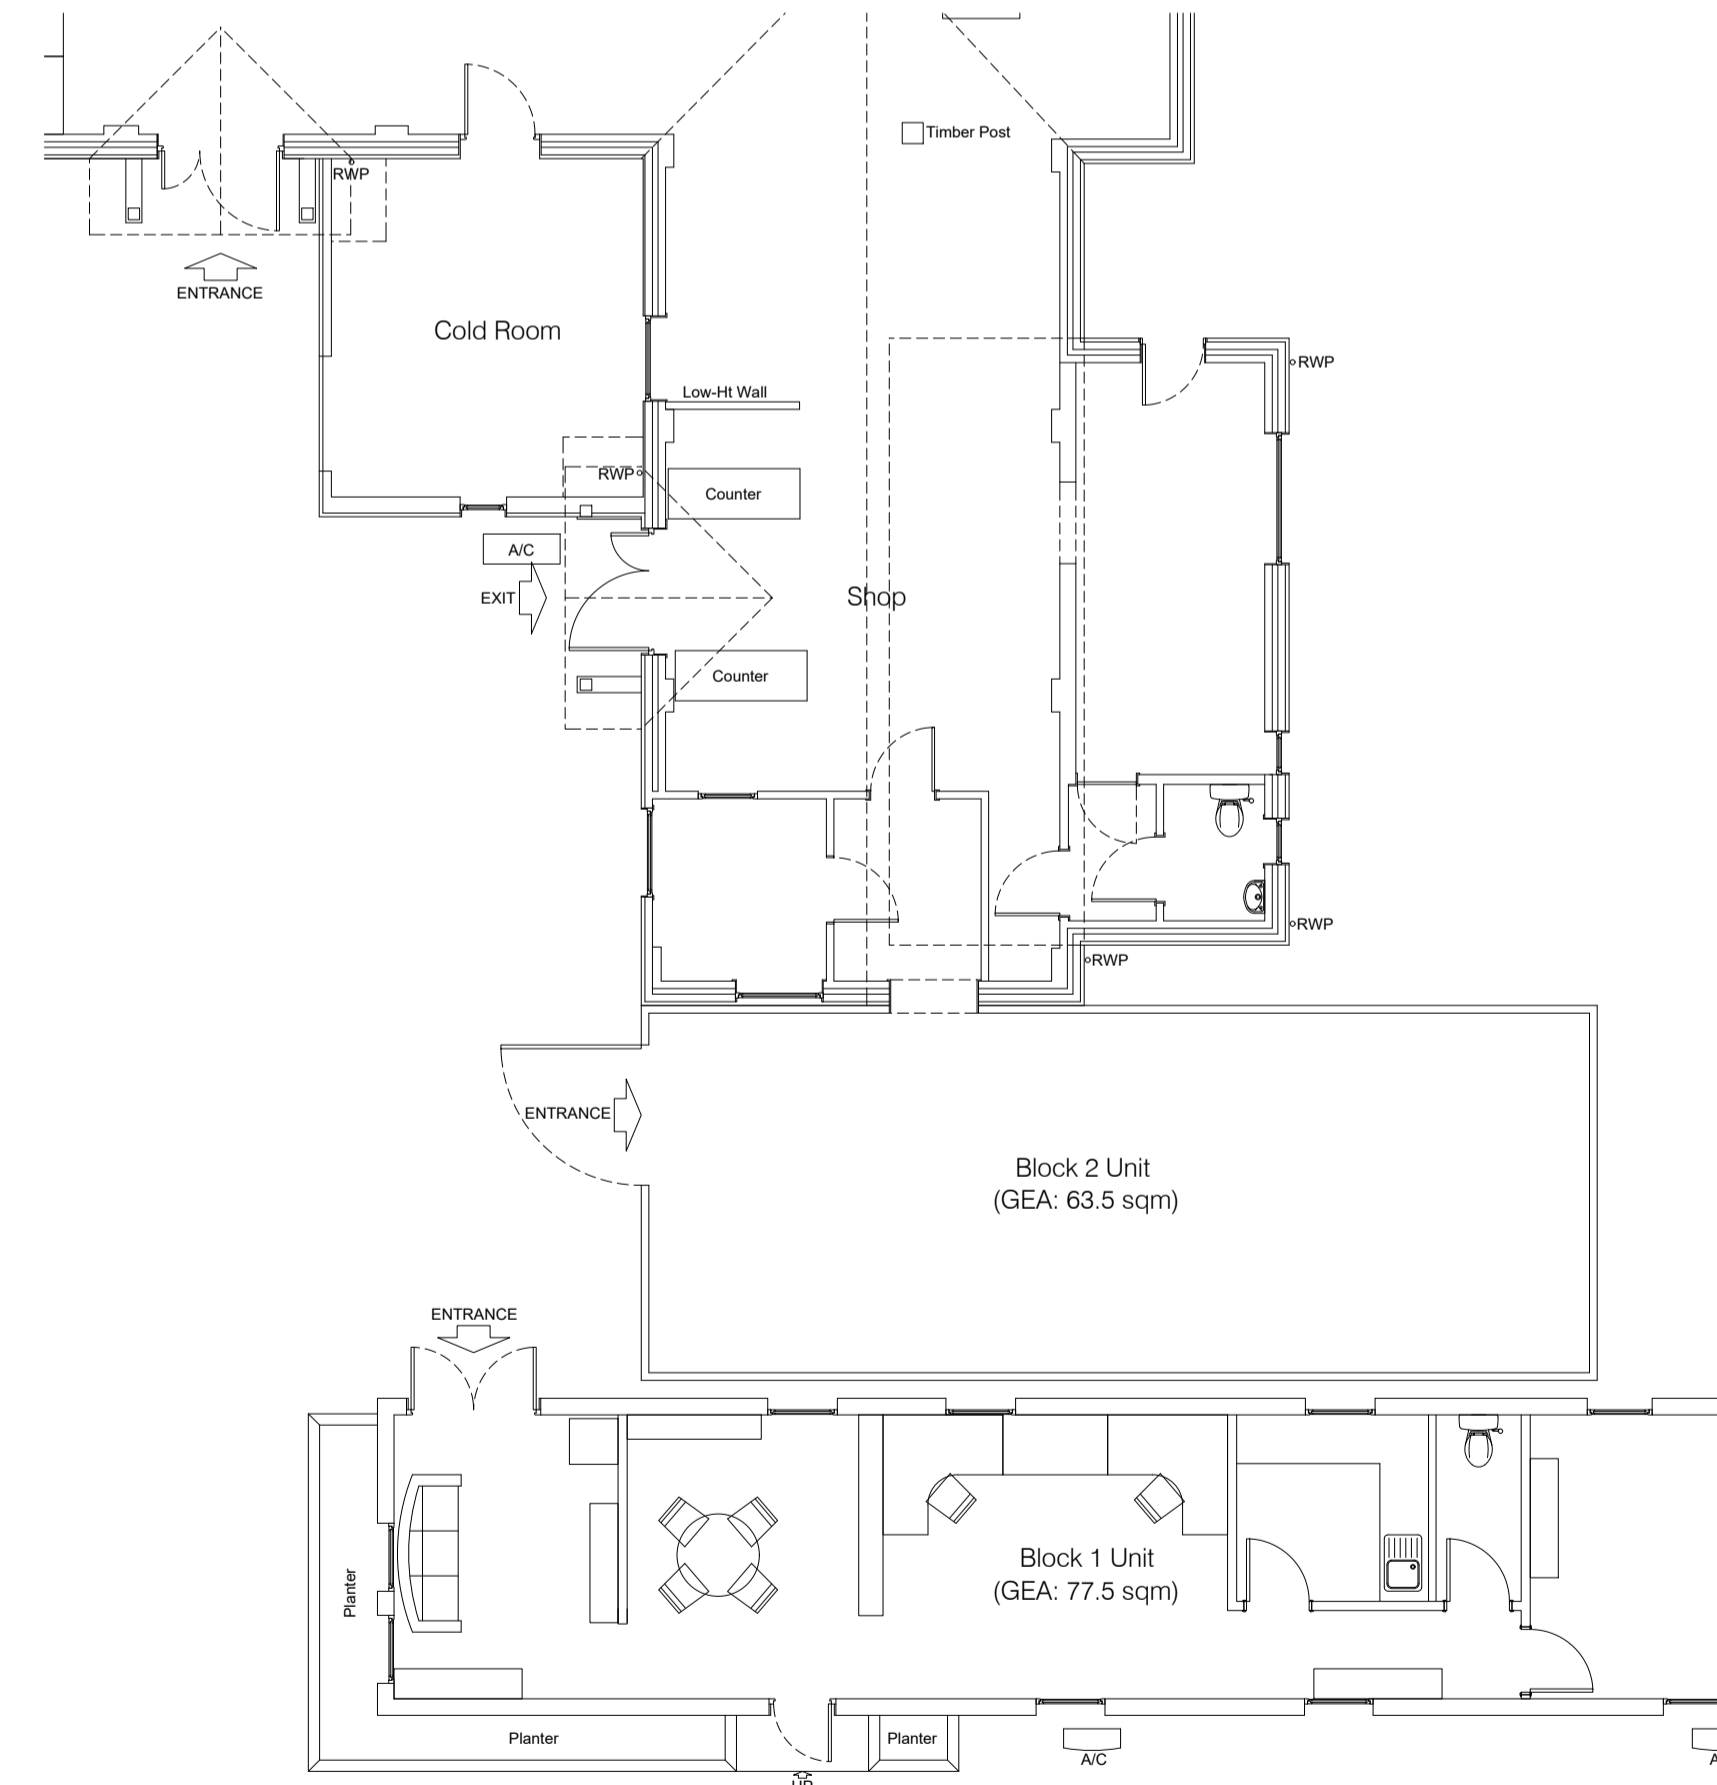 Timber Post
RWP
ENTRANCE
Cold Room
RWP
Low-Ht Wall
RWP
Counter
A/C
EXIT
Shop
Counter
RWP
RWP
ENTRANCE
Block 2 Unit
(GEA: 63.5 sqm)
ENTRANCE
Block 1 Unit
(GEA: 77.5 sqm)
Planter
Planter
Planter
A/C